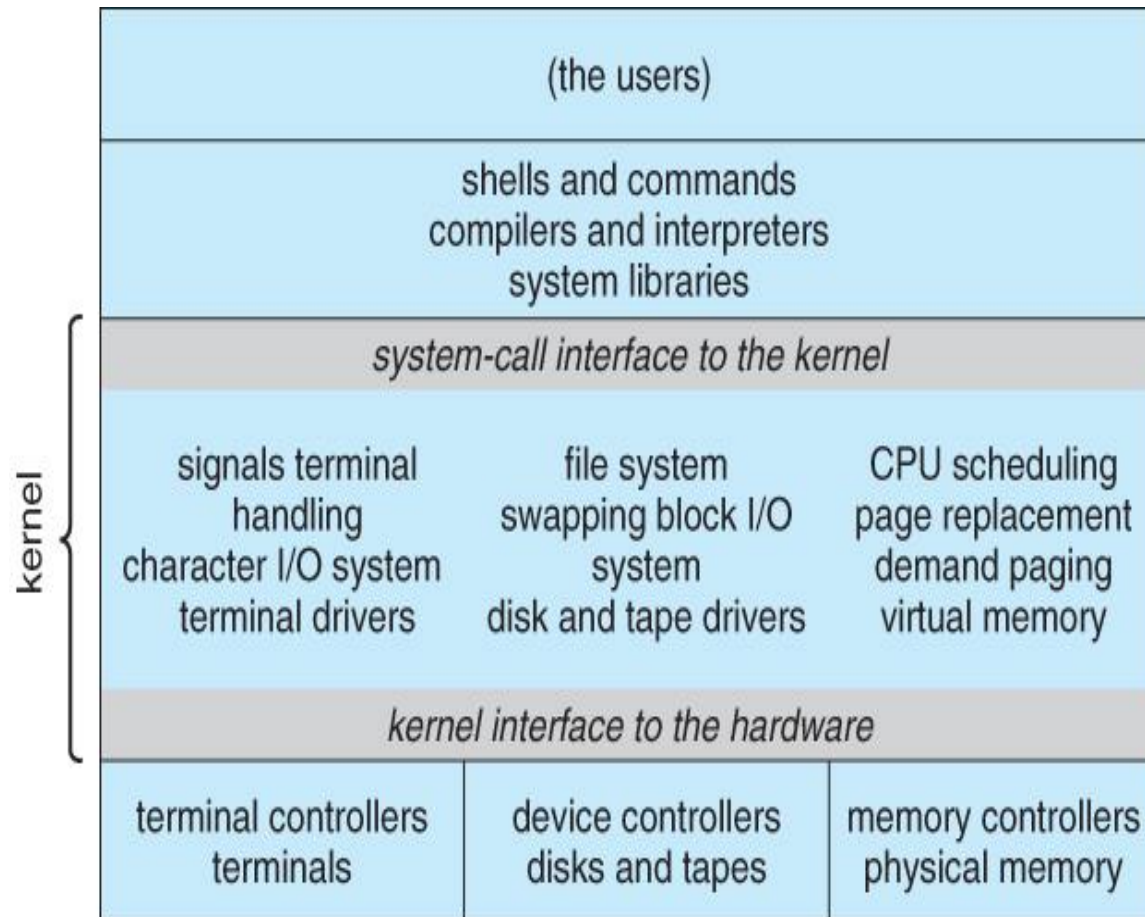 (the users)
shells and commands
compilers and interpreters
system libraries
system-call interface to the kernel
kernel
signals terminal
handling
character I/O system
terminal drivers
file system
swapping block I/O
system
disk and tape drivers
CPU scheduling
page replacement
demand paging
virtual memory
kernel interface to the hardware
terminal controllers
terminals
device controllers
disks and tapes
memory controllers
physical memory